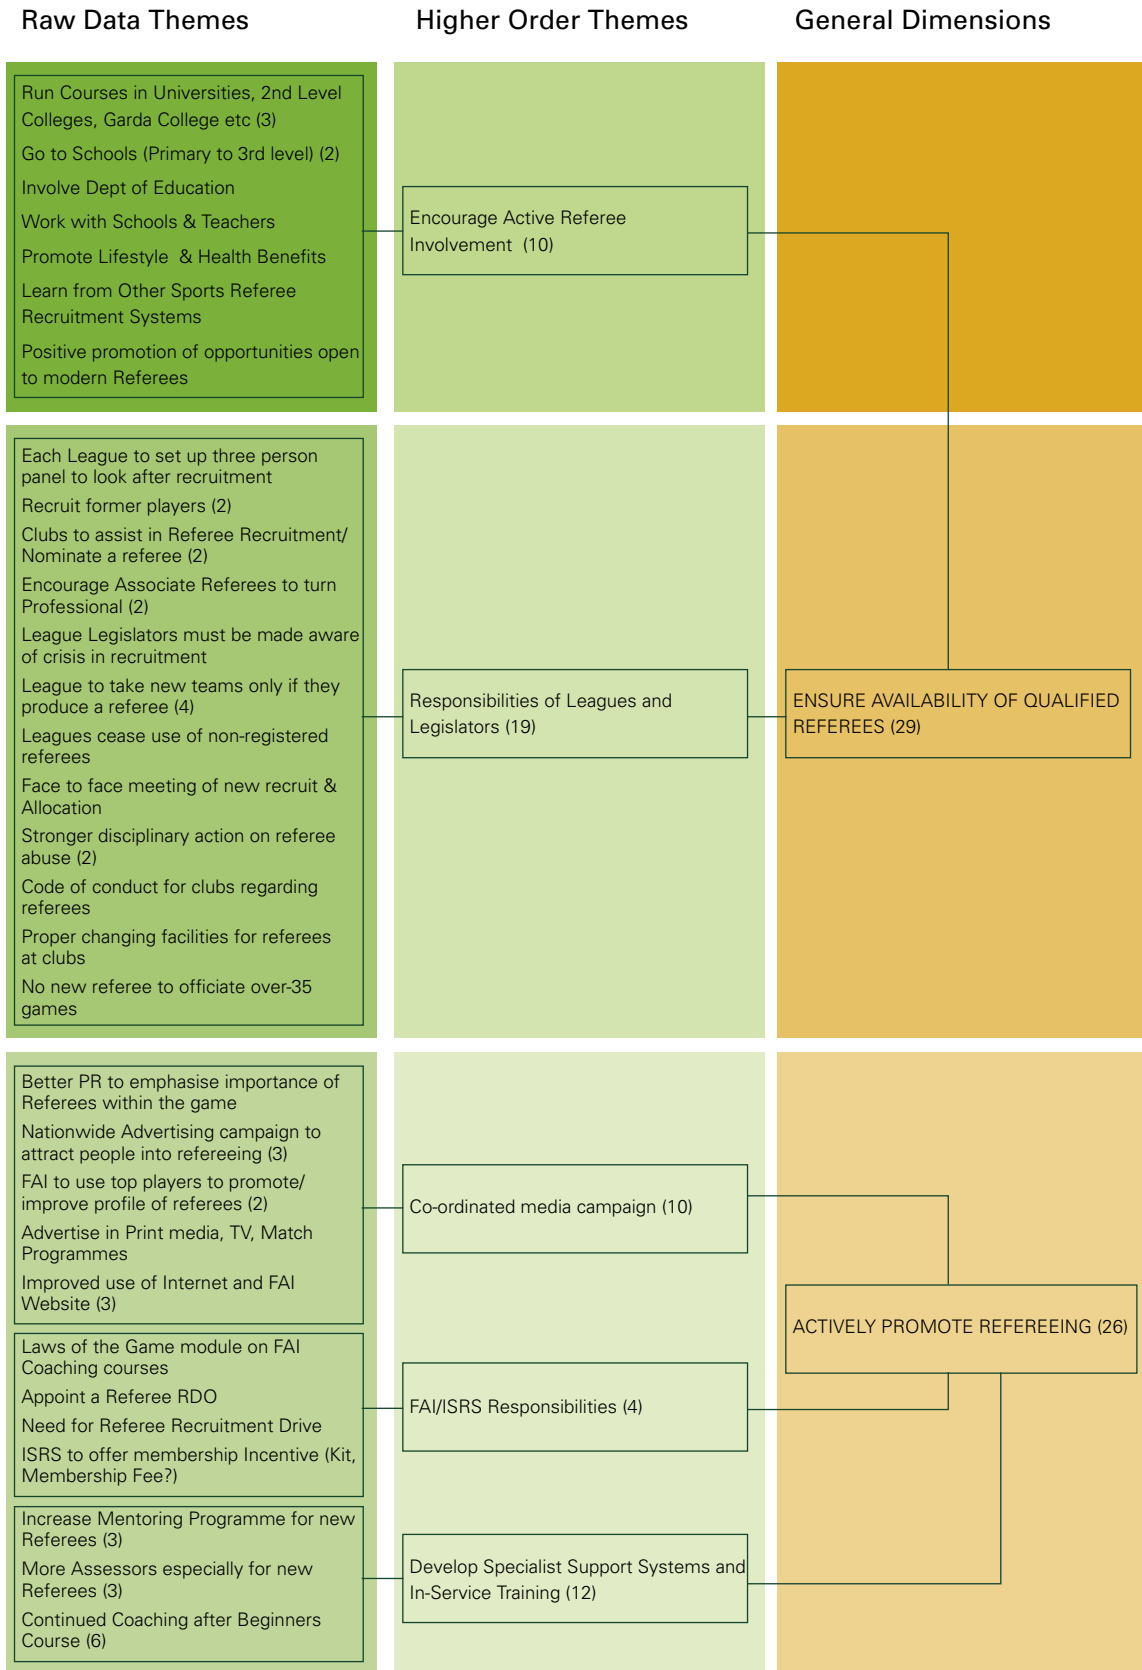 Raw Data Themes
Higher Order Themes
General Dimensions
Run Courses in Universities, 2nd Level
Colleges, Garda College etc (3)
Go to Schools (Primary to 3rd level) (2)
Involve Dept of Education
Work with Schools & Teachers
Promote Lifestyle & Health Benefits
Learn from Other Sports Referee
Recruitment Systems
Positive promotion of opportunities open
to modern Referees
Encourage Active Referee
Involvement (10)
Each League to set up three person
panel to look after recruitment
Recruit former players (2)
Clubs to assist in Referee Recruitment/
Nominate a referee (2)
Encourage Associate Referees to turn
Professional (2)
League Legislators must be made aware
of crisis in recruitment
League to take new teams only if they
produce a referee (4)
Leagues cease use of non-registered
referees
Face to face meeting of new recruit &
Allocation
Stronger disciplinary action on referee
abuse (2)
Code of conduct for clubs regarding
referees
Proper changing facilities for referees
at clubs
No new referee to officiate over-35
games
Responsibilities of Leagues and
Legislators (19)
ENSURE AVAILABILITY OF QUALIFIED
REFEREES (29)
Better PR to emphasise importance of
Referees within the game
Nationwide Advertising campaign to
attract people into refereeing (3)
FAI to use top players to promote/
improve profile of referees (2)
Advertise in Print media, TV, Match
Programmes
Improved use of Internet and FAI
Website (3)
Co-ordinated media campaign (10)
Laws of the Game module on FAI
Coaching courses
Appoint a Referee RDO
Need for Referee Recruitment Drive
ISRS to offer membership Incentive (Kit,
Membership Fee?)
FAI/ISRS Responsibilities (4)
ACTIVELY PROMOTE REFEREEING (26)
Increase Mentoring Programme for new
Referees (3)
More Assessors especially for new
Referees (3)
Continued Coaching after Beginners
Course (6)
Develop Specialist Support Systems and
In-Service Training (12)